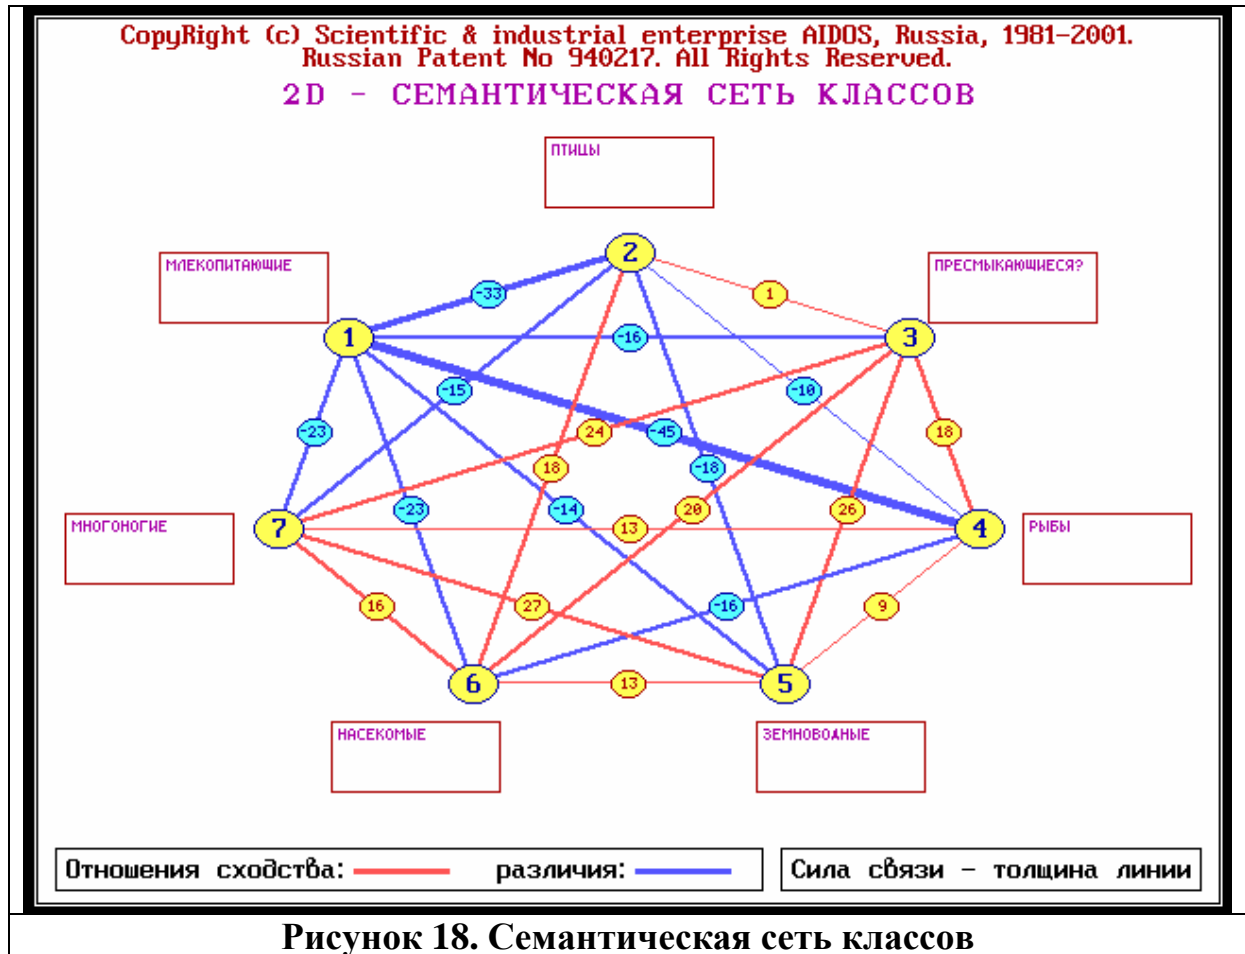 CopyRight (c) Scientific & industrial enterprise AIDOS, Russia, 1981-2001.
Russian Patent No 940217. All Rights Reserved.
2D - СЕМАНТИЧЕСКАЯ СЕТЬ КЛАССОВ
ПТИЦЫ
МЛЕКОПИТАЮЩИЕ
ПРЕСМЫКАЮЩИЕСЯ?
2
-33
1
1
-16
3
-15
-10
-23
24
-45
18
18
-18
-23
-14
20
26
МНОГОНОГИЕ
7
13
4
РЫБЫ
16
27
-16
9
6
13
5
НАСЕКОМЫЕ
ЗЕМНОВОДНЫЕ
Отношения сходства: различия:
Сила связи - толщина линии
Рисунок 18. Семантическая сеть классов